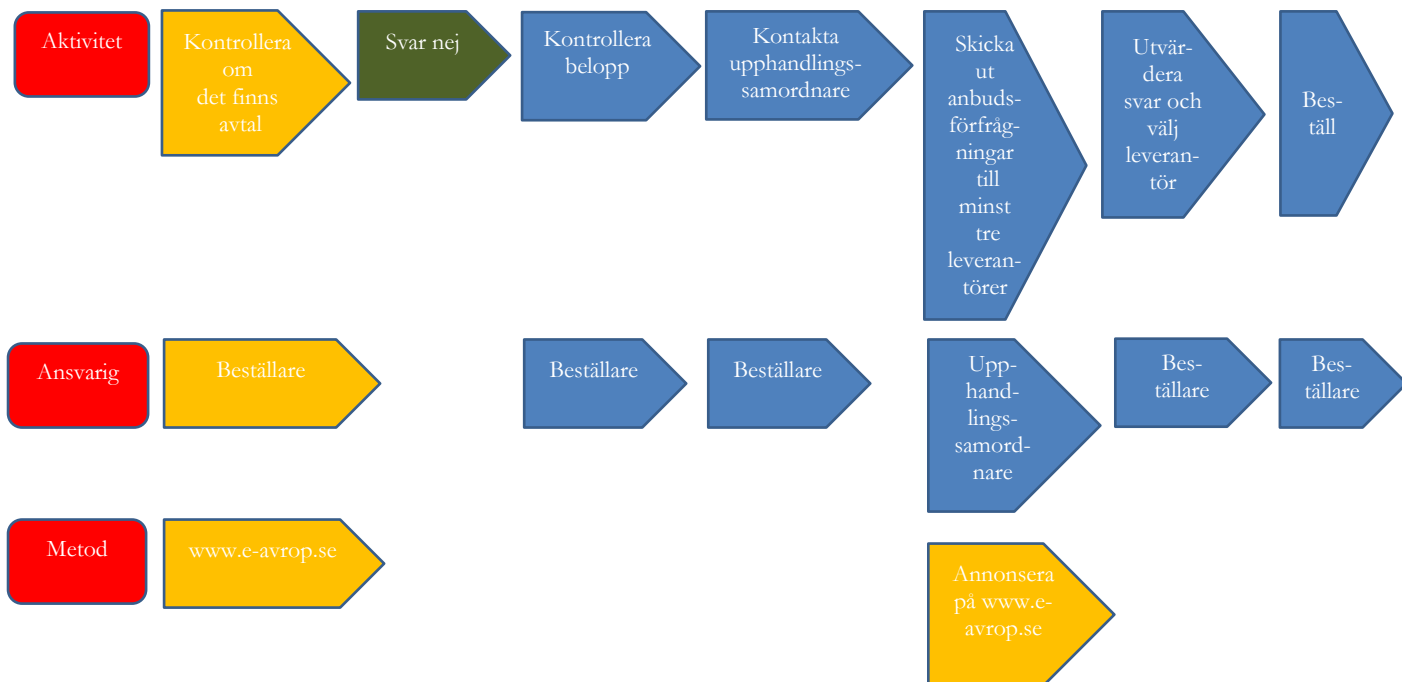 Aktivitet
Kontrollera
om
det finns
avtal
Svar nej
Kontrollera
belopp
Kontakta
upphandlings-
samordnare
Skicka
ut
anbuds-
förfråg-
ningar
till
minst
tre
leveran-
törer
Utvär-
dera
svar och
välj
leveran-
tör
Bes-
täll
Ansvarig
Beställare
Beställare
Beställare
Upp-
hand-
lings-
samord-
nare
Bes-
tällare
Bes-
tällare
Metod
www.e-avrop.se
Annonsera
på www.e-
avrop.se